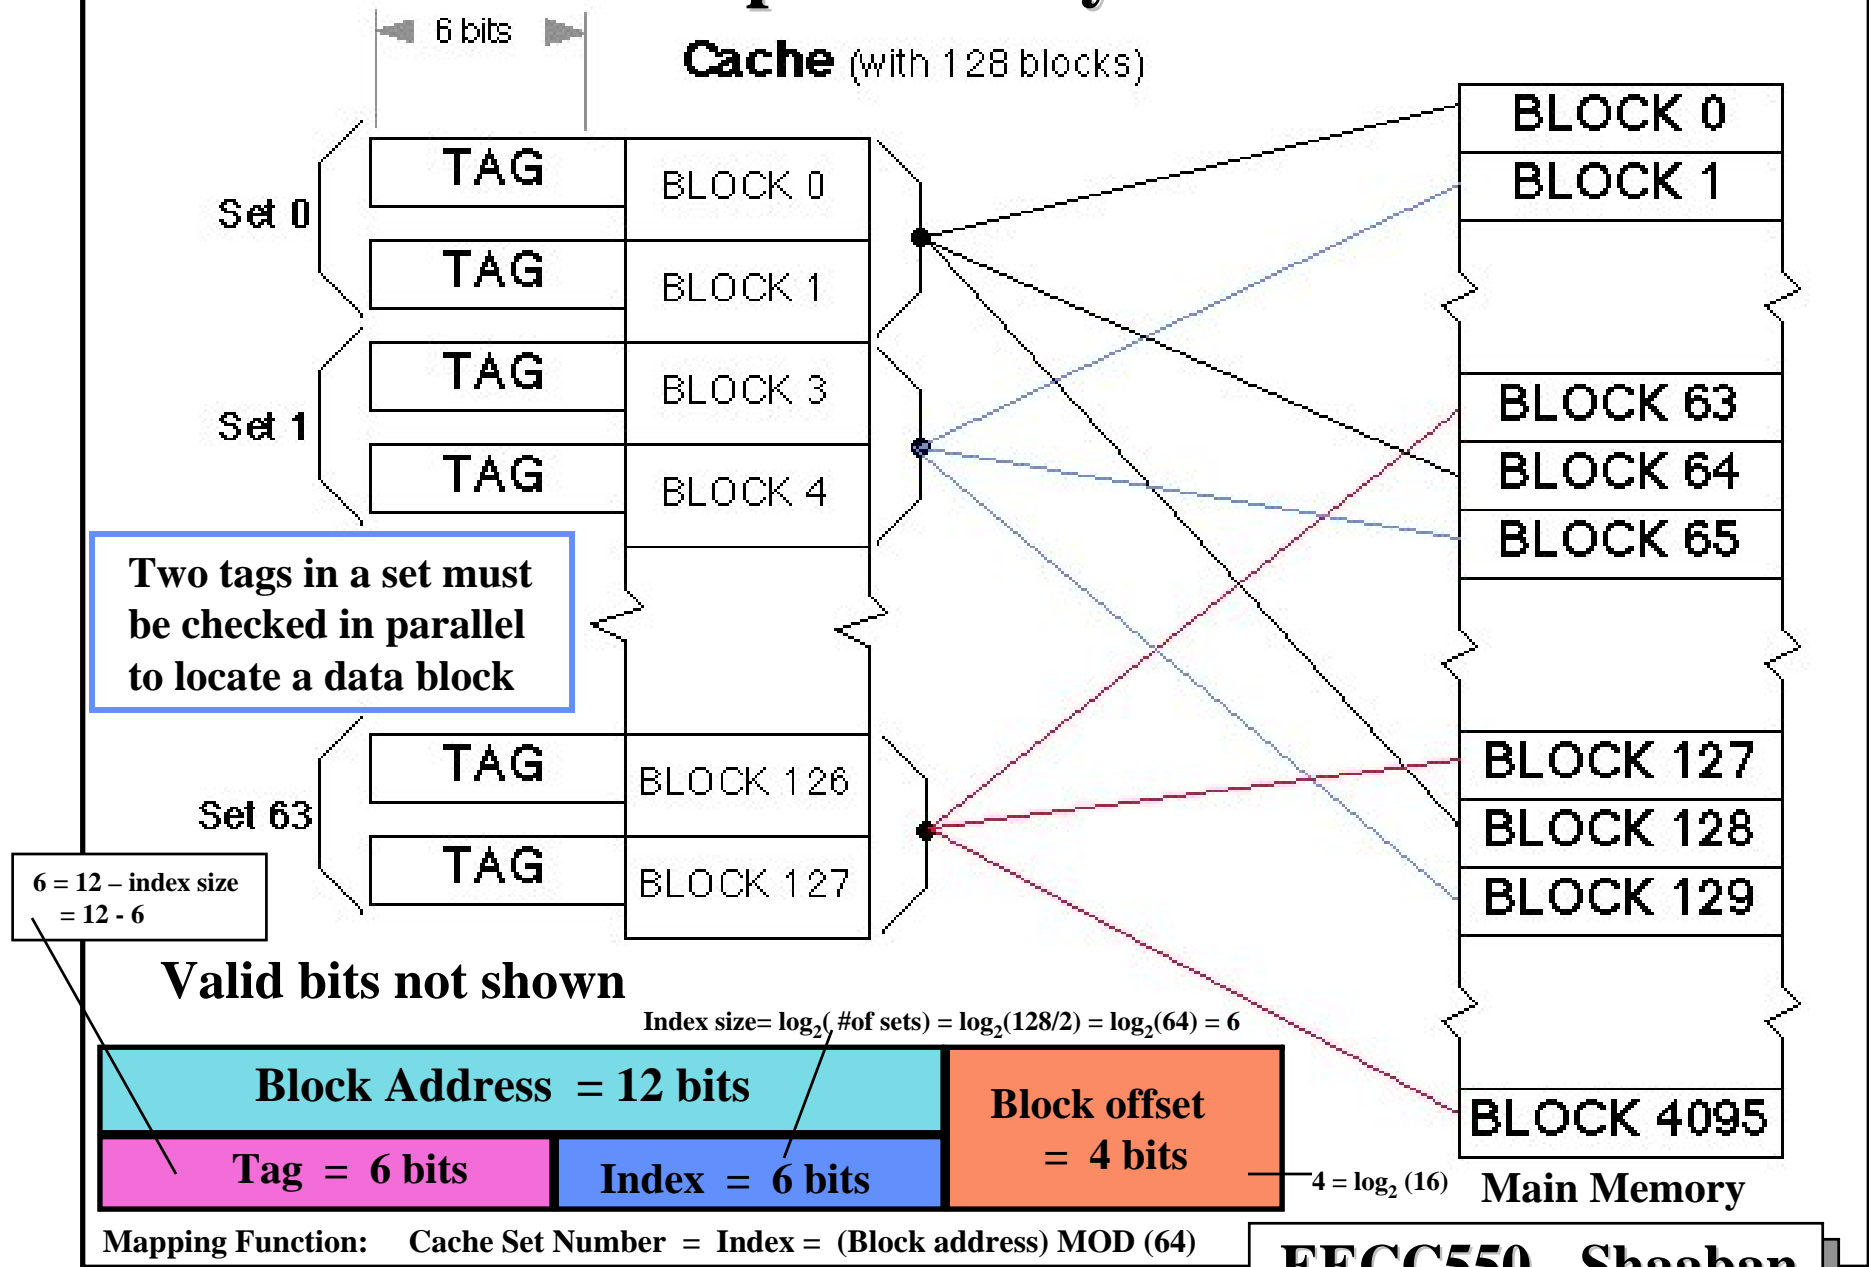 6 bits
Cache (with 128 blocks)
Set 0
TAG
BLOCK 0
TAG
BLOCK 1
Set 1
TAG
BLOCK 3
TAG
BLOCK 4
Two tags in a set must
be checked in parallel
to locate a data block
Set 63
TAG
BLOCK 126
TAG
BLOCK 127
BLOCK 0
BLOCK 1
BLOCK 63
BLOCK 64
BLOCK 65
BLOCK 127
BLOCK 128
BLOCK 129
BLOCK 4095
Main Memory
6 = 12 – index size
= 12 - 6
Valid bits not shown
Index size= log2( #of sets) = log2(128/2) = log2(64) = 6
Block Address = 12 bits
Tag = 6 bits
Index = 6 bits
Block offset
= 4 bits
4 = log2 (16)
Mapping Function: Cache Set Number = Index = (Block address) MOD (64)
EECC550 - Shaaban